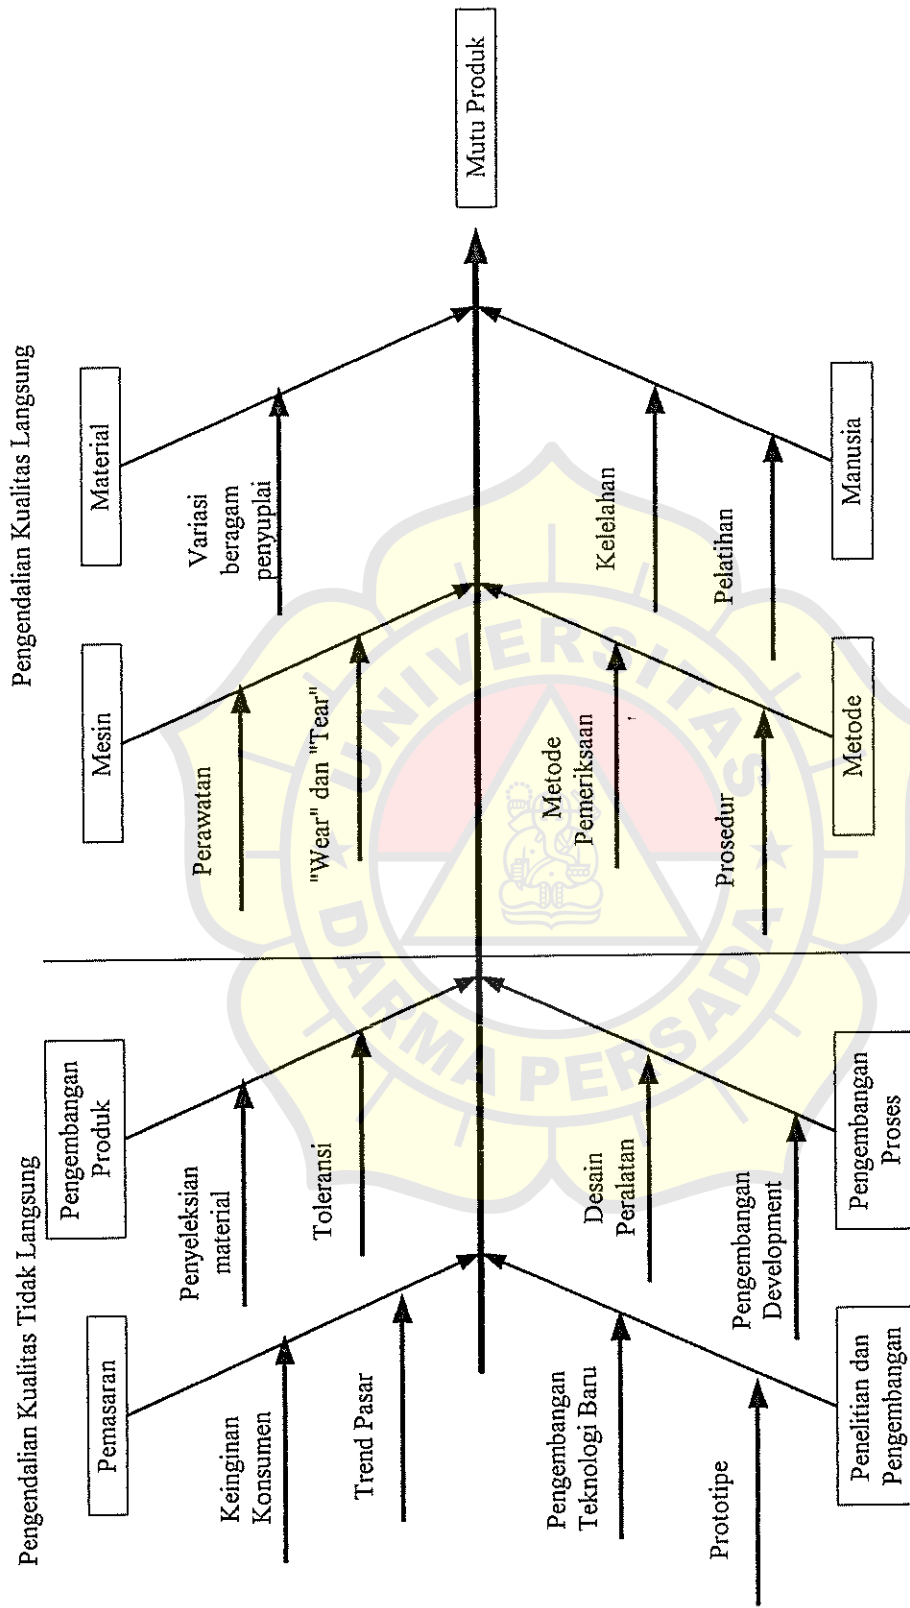 Pengendalian Kualitas Tidak Langsung
Pengendalian Kualitas Langsung
Pemasaran
Keinginan
Konsumen
Trend Pasar
Pengembangan
Produk
Penyeleksian
material
Toleransi
Mesin
Perawatan
"Wear" dan "Tear"
Material
Variasi
beragam
penyuplai
Mutu Produk
Pengembangan
Teknologi Baru
Prototipe
Penelitian dan
Pengembangan
Desain
Peralatan
Pengembangan
Development
Pengembangan
Proses
Metode
Pemeriksaan
Prosedur
Metode
Kelelahan
Pelatihan
Manusia
UNIVERSITAS
DARMA PERSADA